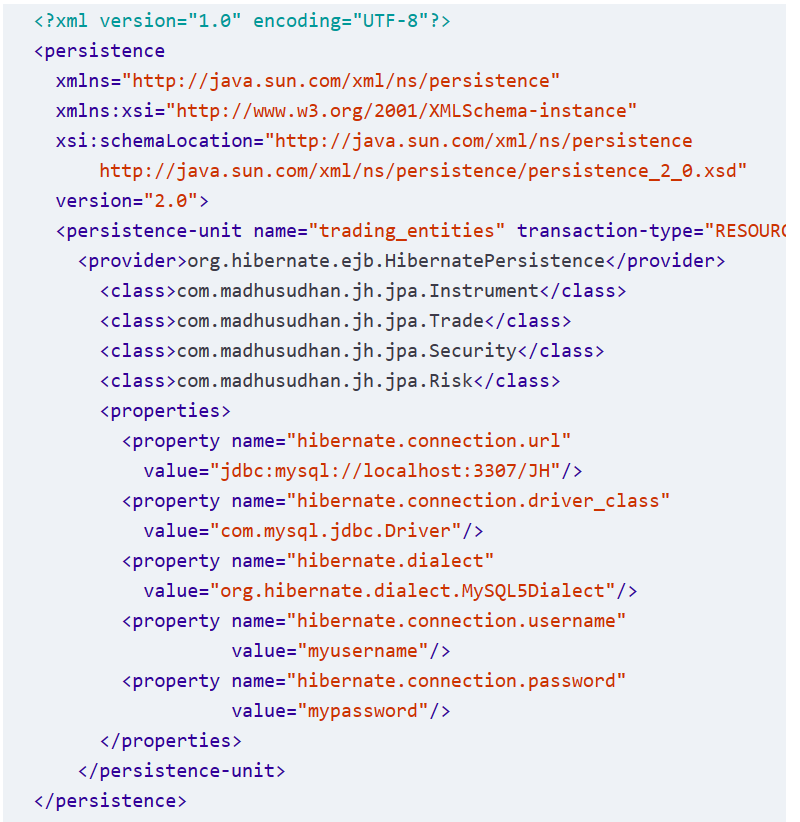 <?xml version="1.0" encoding="UTF-8"?>
<persistence
  xmlns="http://java.sun.com/xml/ns/persistence"
  xmlns:xsi="http://www.w3.org/2001/XMLSchema-instance"
  xsi:schemaLocation="http://java.sun.com/xml/ns/persistence
      http://java.sun.com/xml/ns/persistence/persistence_2_0.xsd"
  version="2.0">
  <persistence-unit name="trading_entities" transaction-type="RESOURC
    <provider>org.hibernate.ejb.HibernatePersistence</provider>
      <class>com.madhusudhan.jh.jpa.Instrument</class>
      <class>com.madhusudhan.jh.jpa.Trade</class>
      <class>com.madhusudhan.jh.jpa.Security</class>
      <class>com.madhusudhan.jh.jpa.Risk</class>
      <properties>
        <property name="hibernate.connection.url"
          value="jdbc:mysql://localhost:3307/JH"/>
        <property name="hibernate.connection.driver_class"
          value="com.mysql.jdbc.Driver"/>
        <property name="hibernate.dialect"
          value="org.hibernate.dialect.MySQL5Dialect"/>
        <property name="hibernate.connection.username"
                  value="myusername"/>
        <property name="hibernate.connection.password"
                  value="mypassword"/>
      </properties>
    </persistence-unit>
</persistence>